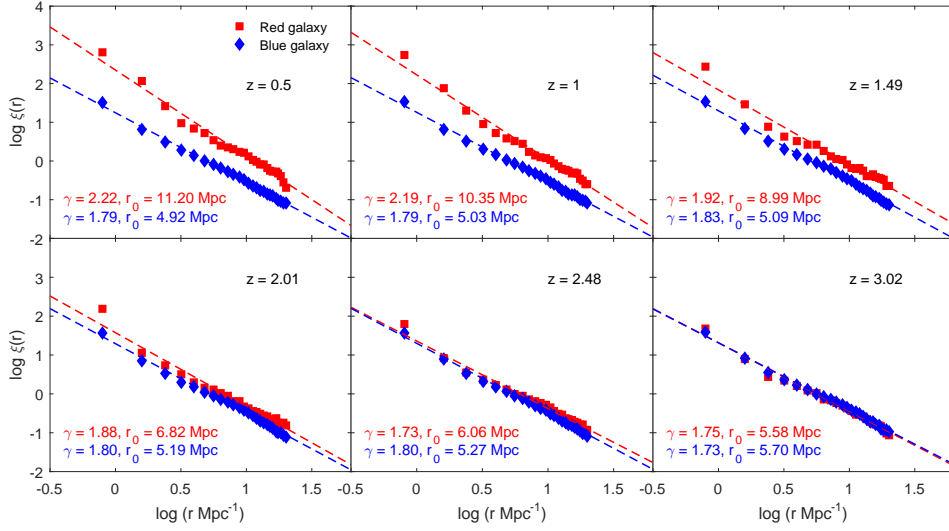 4
3
2
1
0
-1
-2
log ξ(r)
Red galaxy
Blue galaxy
z = 0.5
γ = 2.22, r0 = 11.20 Mpc
γ = 1.79, r0 = 4.92 Mpc
z = 1
γ = 2.19, r0 = 10.35 Mpc
γ = 1.79, r0 = 5.03 Mpc
z = 1.49
γ = 1.92, r0 = 8.99 Mpc
γ = 1.83, r0 = 5.09 Mpc
3
2
1
0
-1
-2
log ξ(r)
z = 2.01
γ = 1.88, r0 = 6.82 Mpc
γ = 1.80, r0 = 5.19 Mpc
z = 2.48
γ = 1.73, r0 = 6.06 Mpc
γ = 1.80, r0 = 5.27 Mpc
z = 3.02
γ = 1.75, r0 = 5.58 Mpc
γ = 1.73, r0 = 5.70 Mpc
-0.5 0 0.5 1 1.5 -0.5 0 0.5 1 1.5 -0.5 0 0.5 1 1.5
log (r Mpc-1) log (r Mpc-1) log (r Mpc-1)